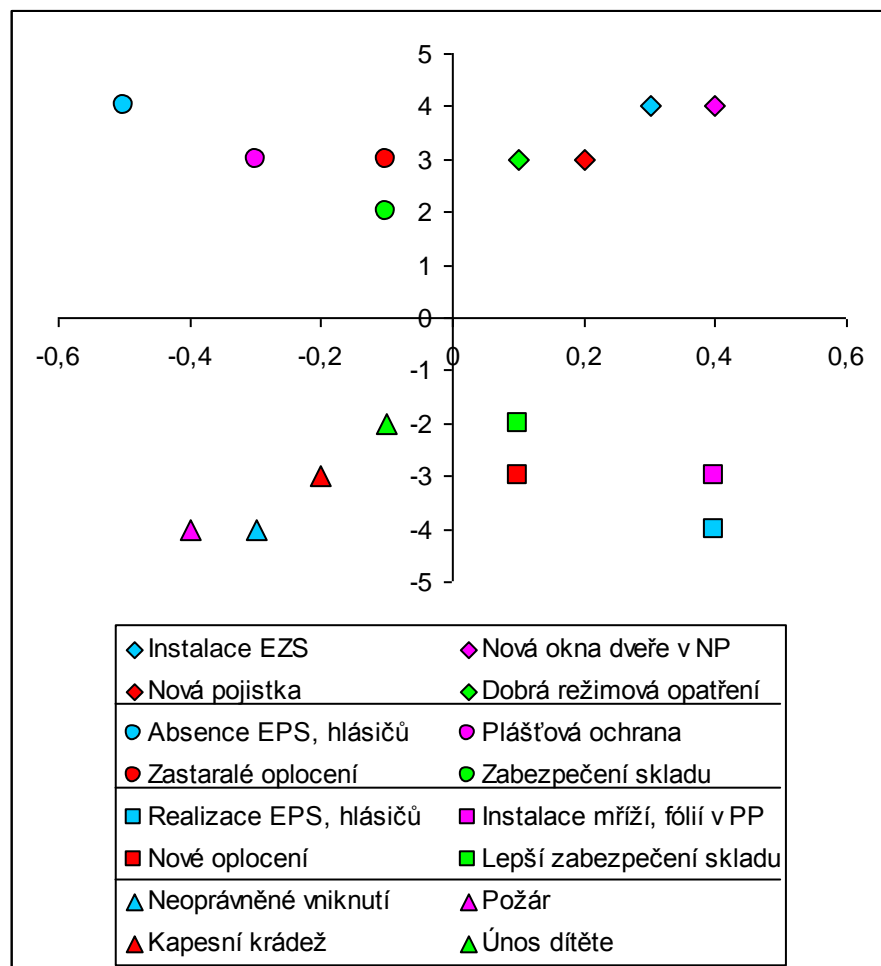 5
4
3
2
1
0
-0,6 -0,4 -0,2 0 0,2 0,4 0,6
-1
-2
-3
-4
-5
Instalace EZS Nová okna dveře v NP
Nová pojistka Dobrá režimová opatření
Absence EPS, hlásičů Plášťová ochrana
Zastaralé oplocení Zabezpečení skladu
Realizace EPS, hlásičů Instalace mříží, fólií v PP
Nové oplocení Lepší zabezpečení skladu
Neoprávněné vniknutí Požár
Kapesní krádež Únos dítěte